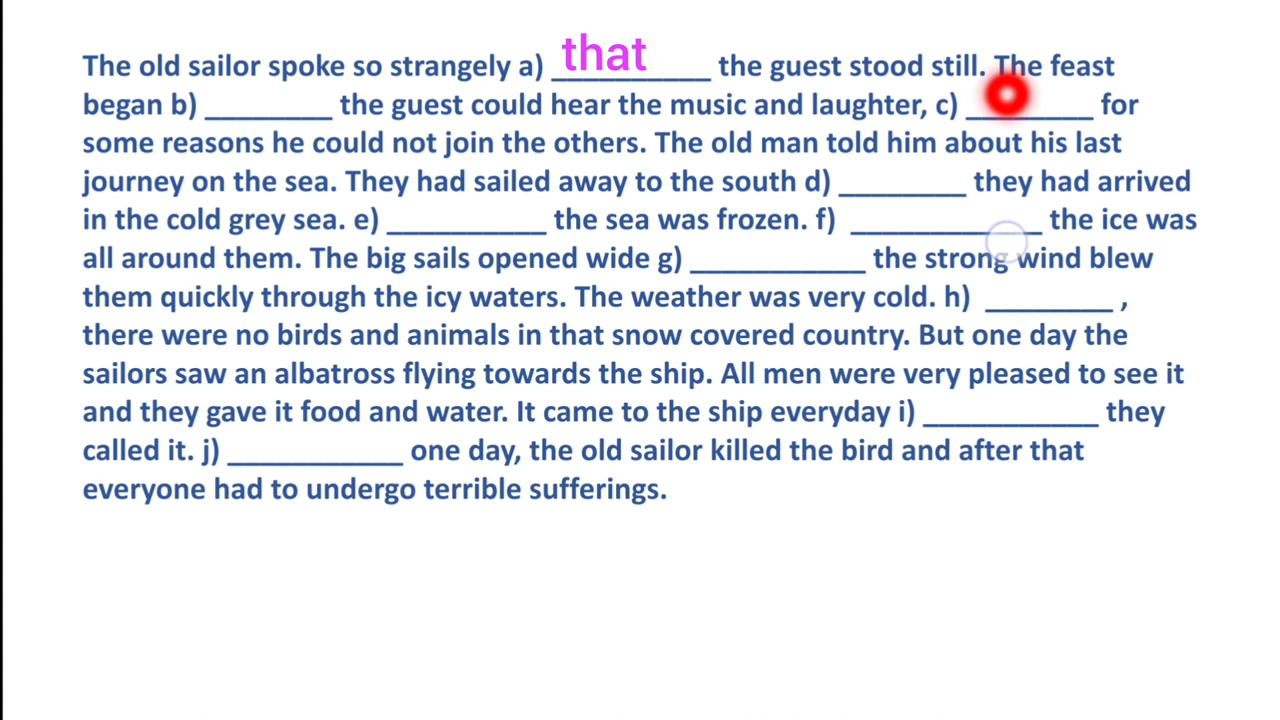 The old sailor spoke so strangely a) __________ that the guest stood still. The feast
began b) ________ the guest could hear the music and laughter, c) ________ for
some reasons he could not join the others. The old man told him about his last
journey on the sea. They had sailed away to the south d) ________ they had arrived
in the cold grey sea. e) __________ the sea was frozen. f) ____________ the ice was
all around them. The big sails opened wide g) ___________ the strong wind blew
them quickly through the icy waters. The weather was very cold. h) ________ ,
there were no birds and animals in that snow covered country. But one day the
sailors saw an albatross flying towards the ship. All men were very pleased to see it
and they gave it food and water. It came to the ship everyday i) ___________ they
called it. j) ___________ one day, the old sailor killed the bird and after that
everyone had to undergo terrible sufferings.